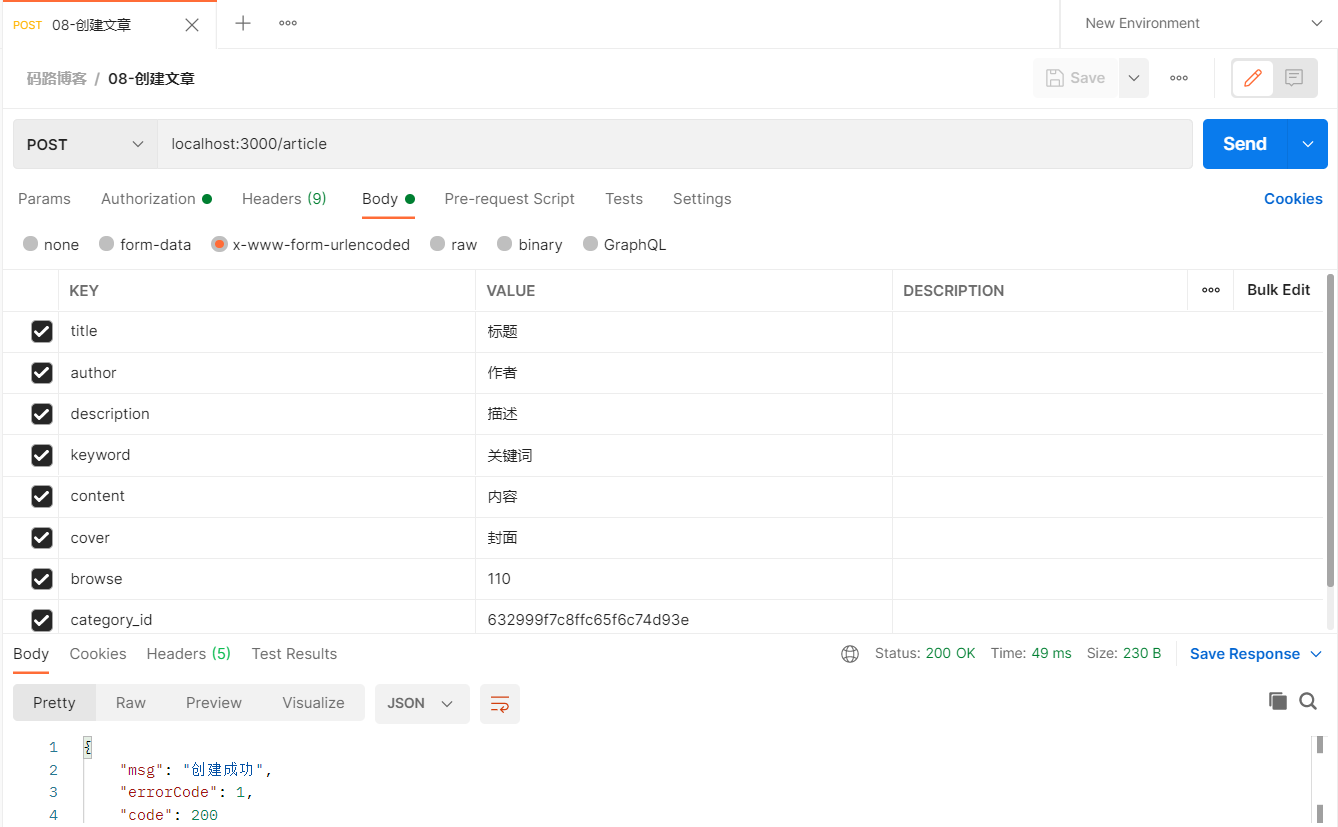 POST 08-创建文章
New Environment
码路博客 / 08-创建文章
Save
POST localhost:3000/article Send
Params Authorization Headers (9) Body Pre-request Script Tests Settings Cookies
none form-data x-www-form-urlencoded raw binary GraphQL
KEY VALUE DESCRIPTION Bulk Edit
title 标题
author 作者
description 描述
keyword 关键词
content 内容
cover 封面
browse 110
category_id 632999f7c8ffc65f6c74d93e
Body Cookies Headers (5) Test Results Status: 200 OK Time: 49 ms Size: 230 B Save Response
Pretty Raw Preview Visualize JSON
1 {
2 "msg": "创建成功",
3 "errorCode": 1,
4 "code": 200